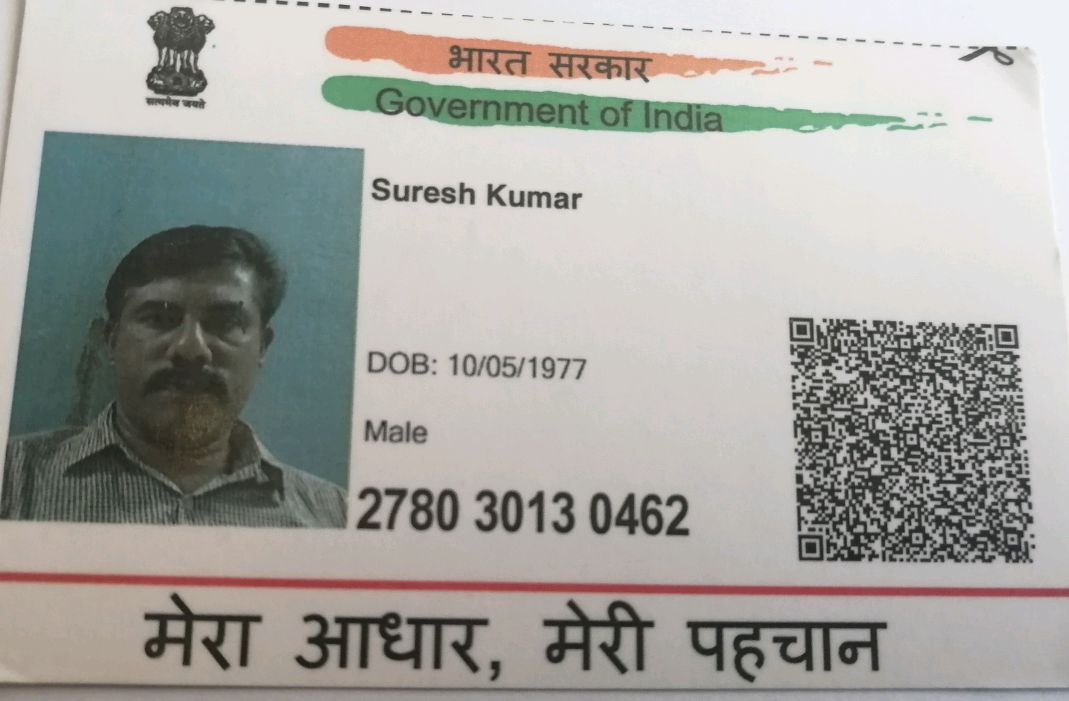 सत्यमेव जयते
भारत सरकार
Government of India
Suresh Kumar
DOB: 10/05/1977
Male
2780 3013 0462
मेरा आधार, मेरी पहचान